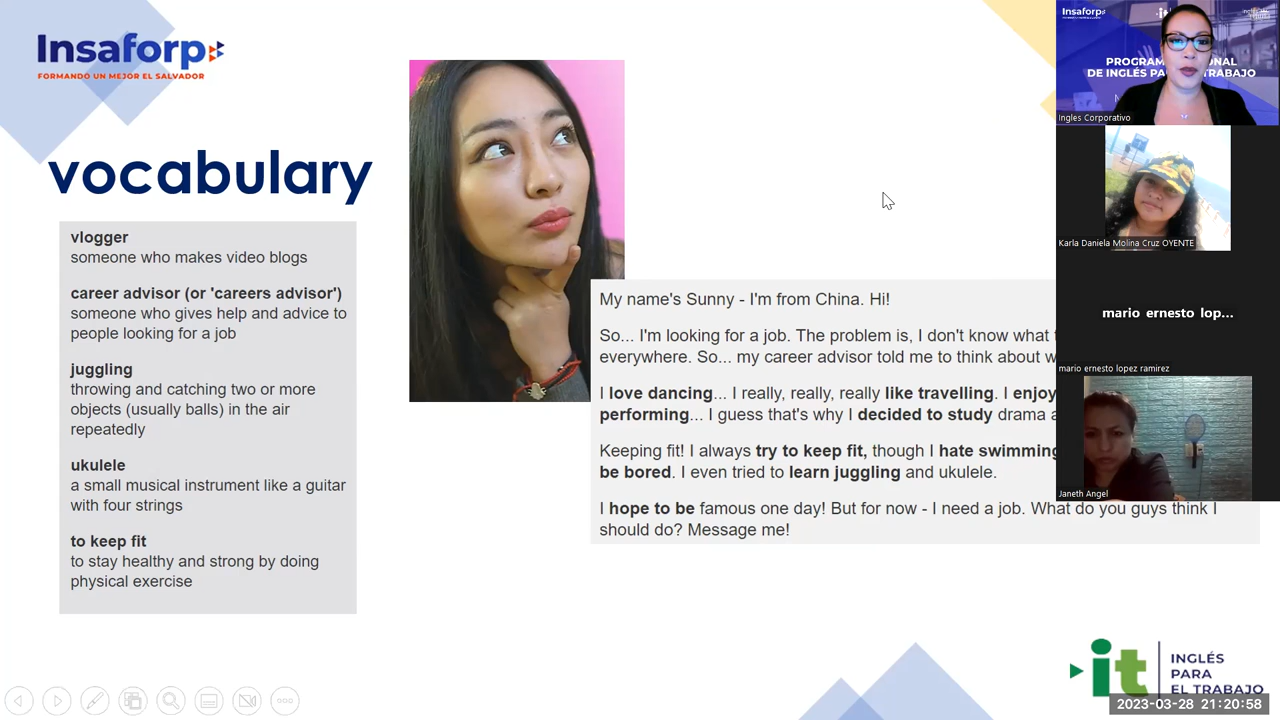 Insaforp
FORMANDO UN MEJOR EL SALVADOR
vocabulary
vlogger
someone who makes video blogs
career advisor (or 'careers advisor')
someone who gives help and advice to
people looking for a job
juggling
throwing and catching two or more
objects (usually balls) in the air
repeatedly
ukulele
a small musical instrument like a guitar
with four strings
to keep fit
to stay healthy and strong by doing
physical exercise
My name's Sunny - I'm from China. Hi!
So... I'm looking for a job. The problem is, I don't know what
everywhere. So... my career advisor told me to think about
I love dancing... I really, really, really like travelling. I enjoy
performing... I guess that's why I decided to study drama
Keeping fit! I always try to keep fit, though I hate swimming
be bored. I even tried to learn juggling and ukulele.
I hope to be famous one day! But for now - I need a job. What do you guys think I
should do? Message me!
Insaforp
DE INGLÉS
Ingles Corporativo
Karla Daniela Molina Cruz OYENTE
mario ernesto lop...
mario ernesto lopez ramirez
Janeth Angel
it
INGLÉS
PARA
EL TRABAJO
2023-03-28 21:20:58